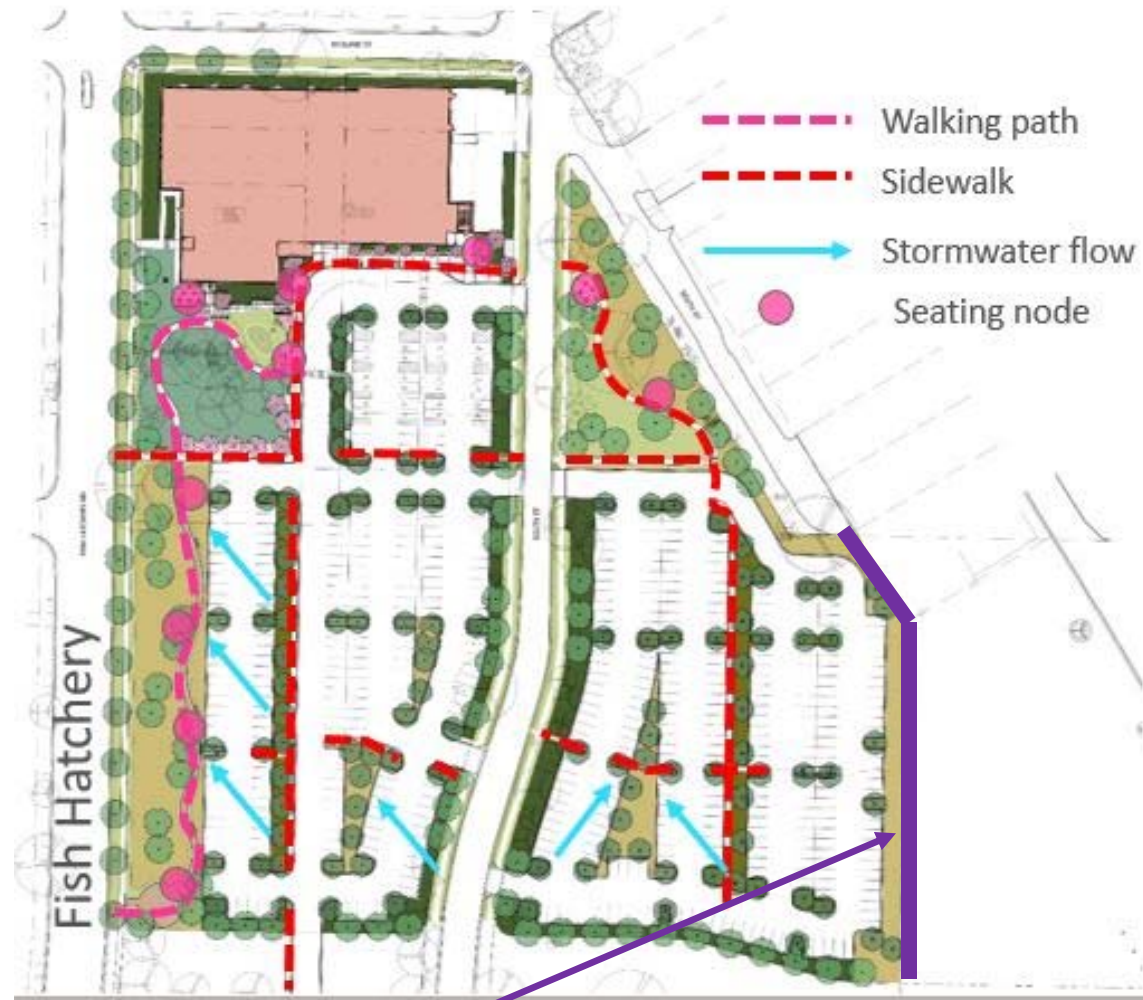 Walking path
Sidewalk
Stormwater flow
Seating node
Fish Hatchery